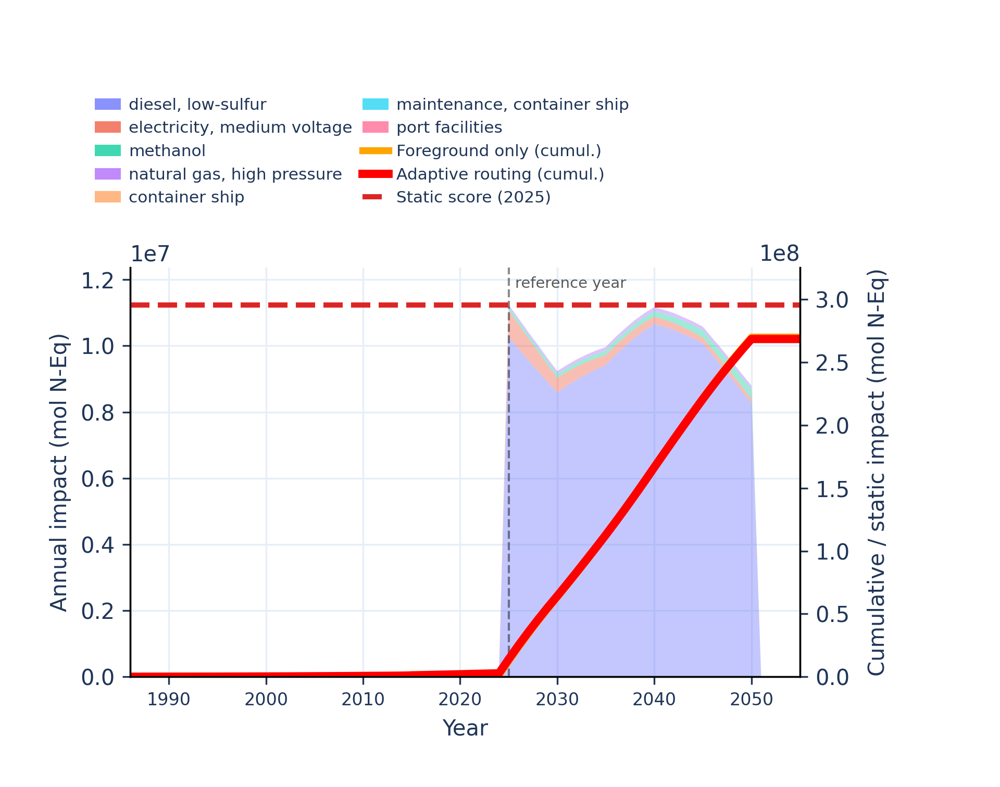 diesel, low-sulfur
electricity, medium voltage
methanol
natural gas, high pressure
container ship
maintenance, container ship
port facilities
Foreground only (cumul.)
Adaptive routing (cumul.)
Static score (2025)
1e7
1e8
reference year
Annual impact (mol N-Eq)
1.2
1.0
0.8
0.6
0.4
0.2
0.0
3.0
2.5
2.0
1.5
1.0
0.5
0.0
Cumulative / static impact (mol N-Eq)
1990 2000 2010 2020 2030 2040 2050
Year